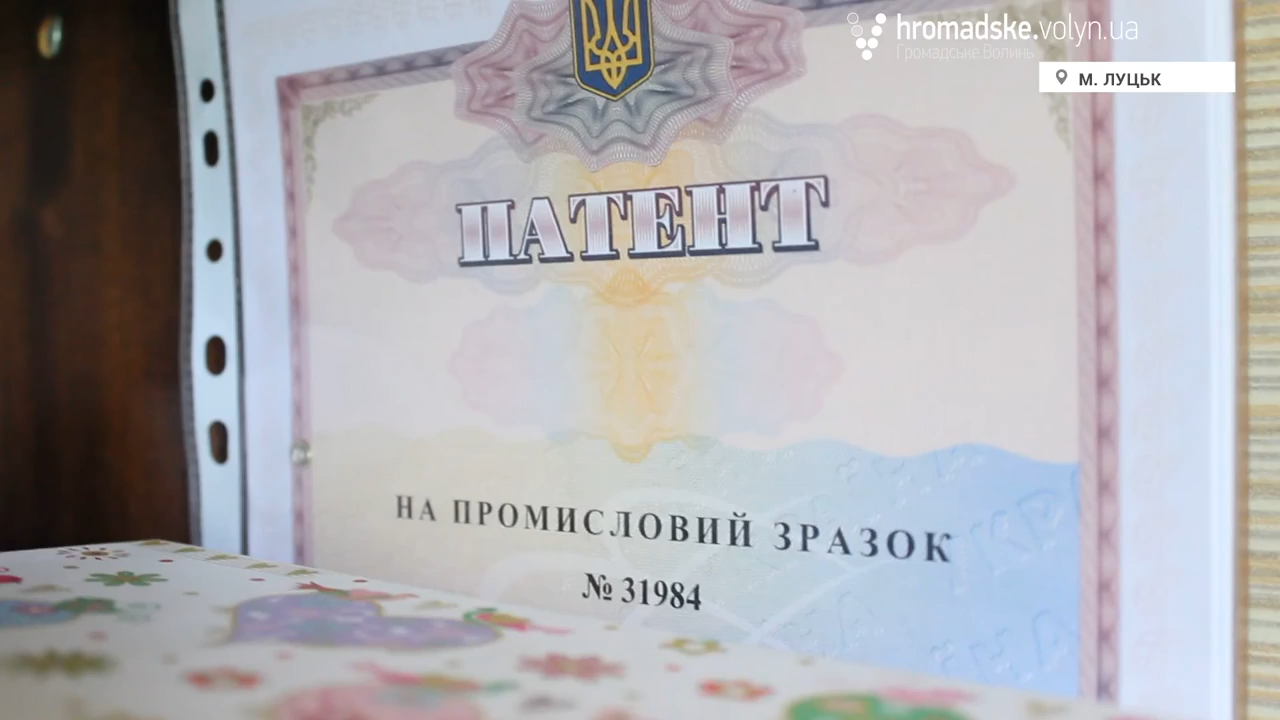 hromadske.volyn.ua
Громадське Волинь
М. ЛУЦЬК
ПАТЕНТ
НА ПРОМИСЛОВИЙ ЗРАЗОК
№ 31984